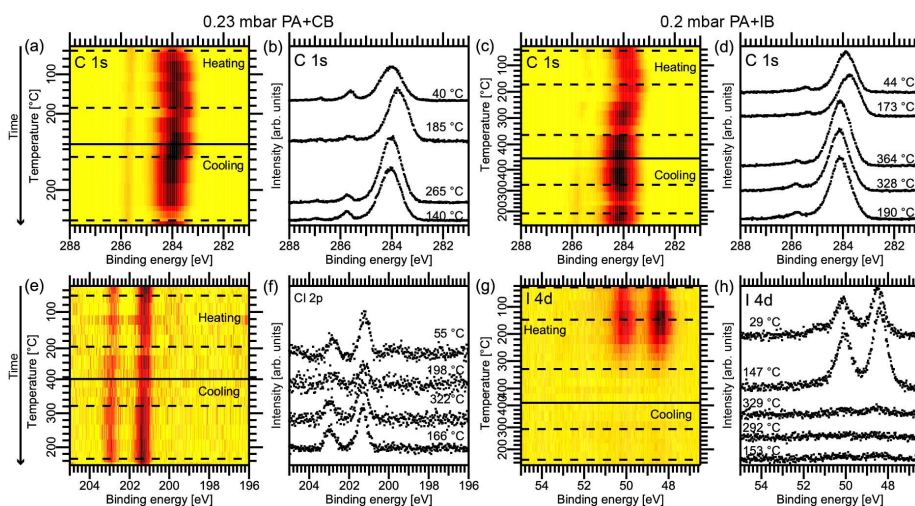 0.23 mbar PA+CB
0.2 mbar PA+IB
(a)
C 1s
Heating
Cooling
Time
Temperature [°C]
100
200
200
288 286 284 282
Binding energy [eV]
(b)
C 1s
40 °C
185 °C
265 °C
140 °C
Intensity [arb. units]
288 286 284 282
Binding energy [eV]
(c)
C 1s
Heating
Cooling
Temperature [°C]
100
200
300
400
400
300
200
288 286 284 282
Binding energy [eV]
(d)
C 1s
44 °C
173 °C
364 °C
328 °C
190 °C
Intensity [arb. units]
288 286 284 282
Binding energy [eV]
(e)
Heating
Cooling
Time
Temperature [°C]
100
200
400
300
200
204 202 200 198 196
Binding energy [eV]
(f)
Cl 2p
55 °C
198 °C
322 °C
166 °C
Intensity [arb. units]
204 202 200 198 196
Binding energy [eV]
(g)
I 4d
Heating
Cooling
Temperature [°C]
100
200
300
400
300
200
54 52 50 48
Binding energy [eV]
(h)
I 4d
29 °C
147 °C
329 °C
292 °C
153 °C
Intensity [arb. units]
54 52 50 48
Binding energy [eV]